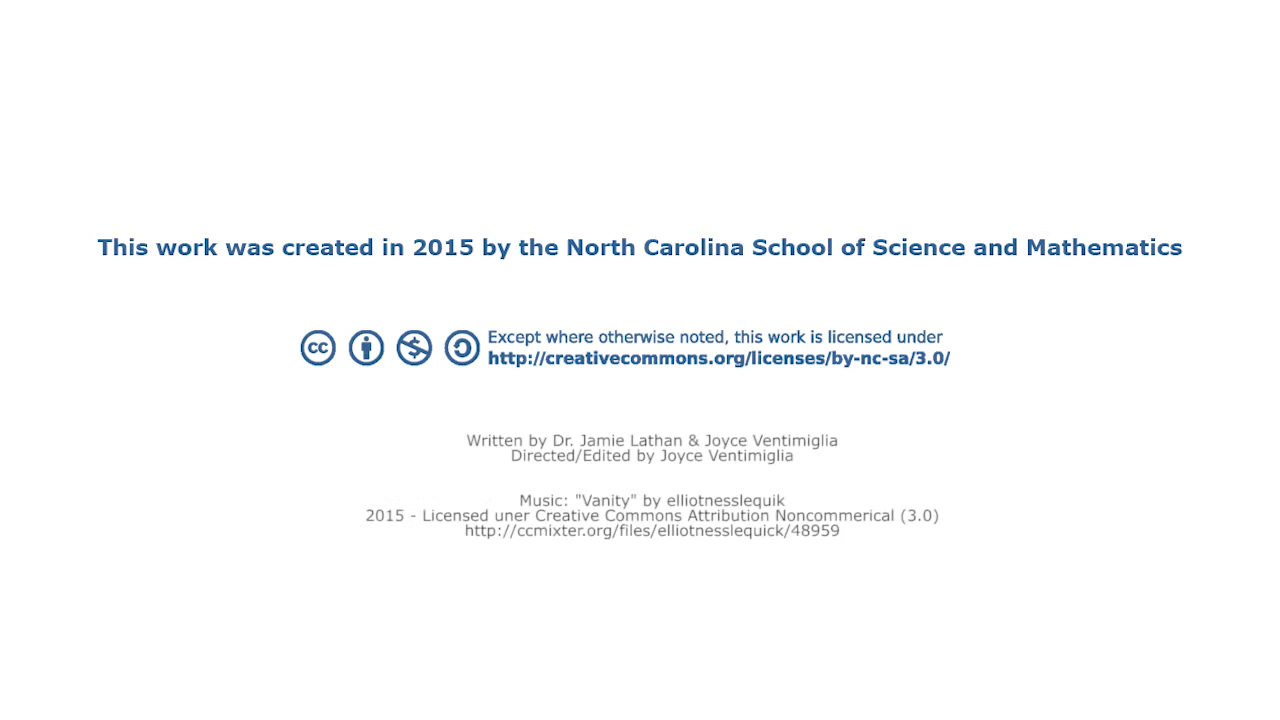 This work was created in 2015 by the North Carolina School of Science and Mathematics
cc
Except where otherwise noted, this work is licensed under
http://creativecommons.org/licenses/by-nc-sa/3.0/
Written by Dr. Jamie Lathan & Joyce Ventimiglia
Directed/Edited by Joyce Ventimiglia
Music: "Vanity" by elliotnesslequik
2015 - Licensed uner Creative Commons Attribution Noncommerical (3.0)
http://ccmixter.org/files/elliotnesslequick/48959